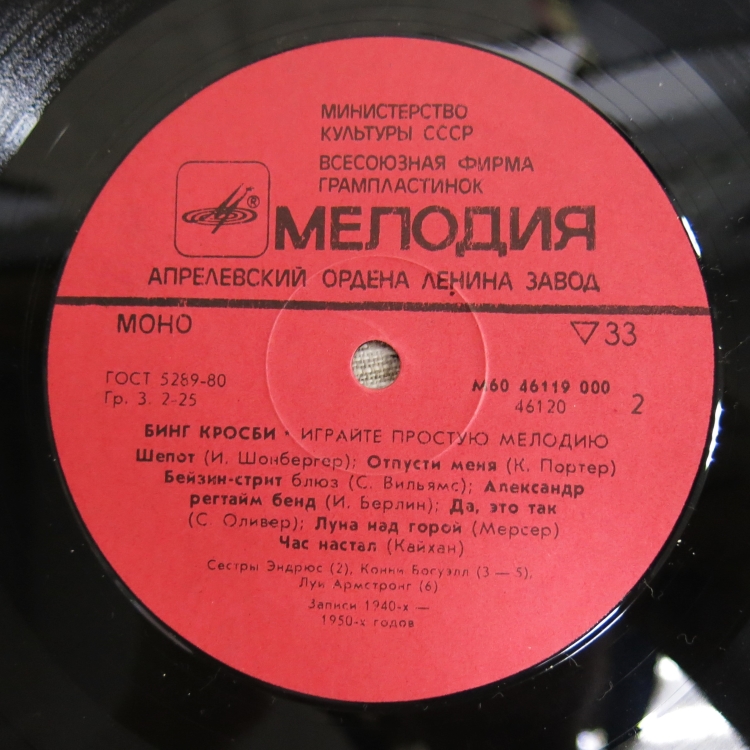 МИНИСТЕРСТВО
КУЛЬТУРЫ СССР
ВСЕСОЮЗНАЯ ФИРМА
ГРАМПЛАСТИНОК
®
МЕЛОДИЯ
АПРЕЛЕВСКИЙ ОРДЕНА ЛЕНИНА ЗАВОД
МОНО ▽33
ГОСТ 5289-80 М60 46119 000
Гр. 3. 2-25 46120 2
БИНГ КРОСБИ • ИГРАЙТЕ ПРОСТУЮ МЕЛОДИЮ
Шепот (И. Шонбергер); Отпусти меня (К. Портер)
Бейзин-стрит блюз (С. Вильямс); Александр
регтайм бенд (И. Берлин); Да, это так
(С. Оливер); Луна над горой (Мерсер)
Час настал (Кайхан)
Сестры Эндрюс (2), Конни Босуэлл (3 — 5),
Луи Армстронг (6)
Записи 1940-х —
1950-х годов